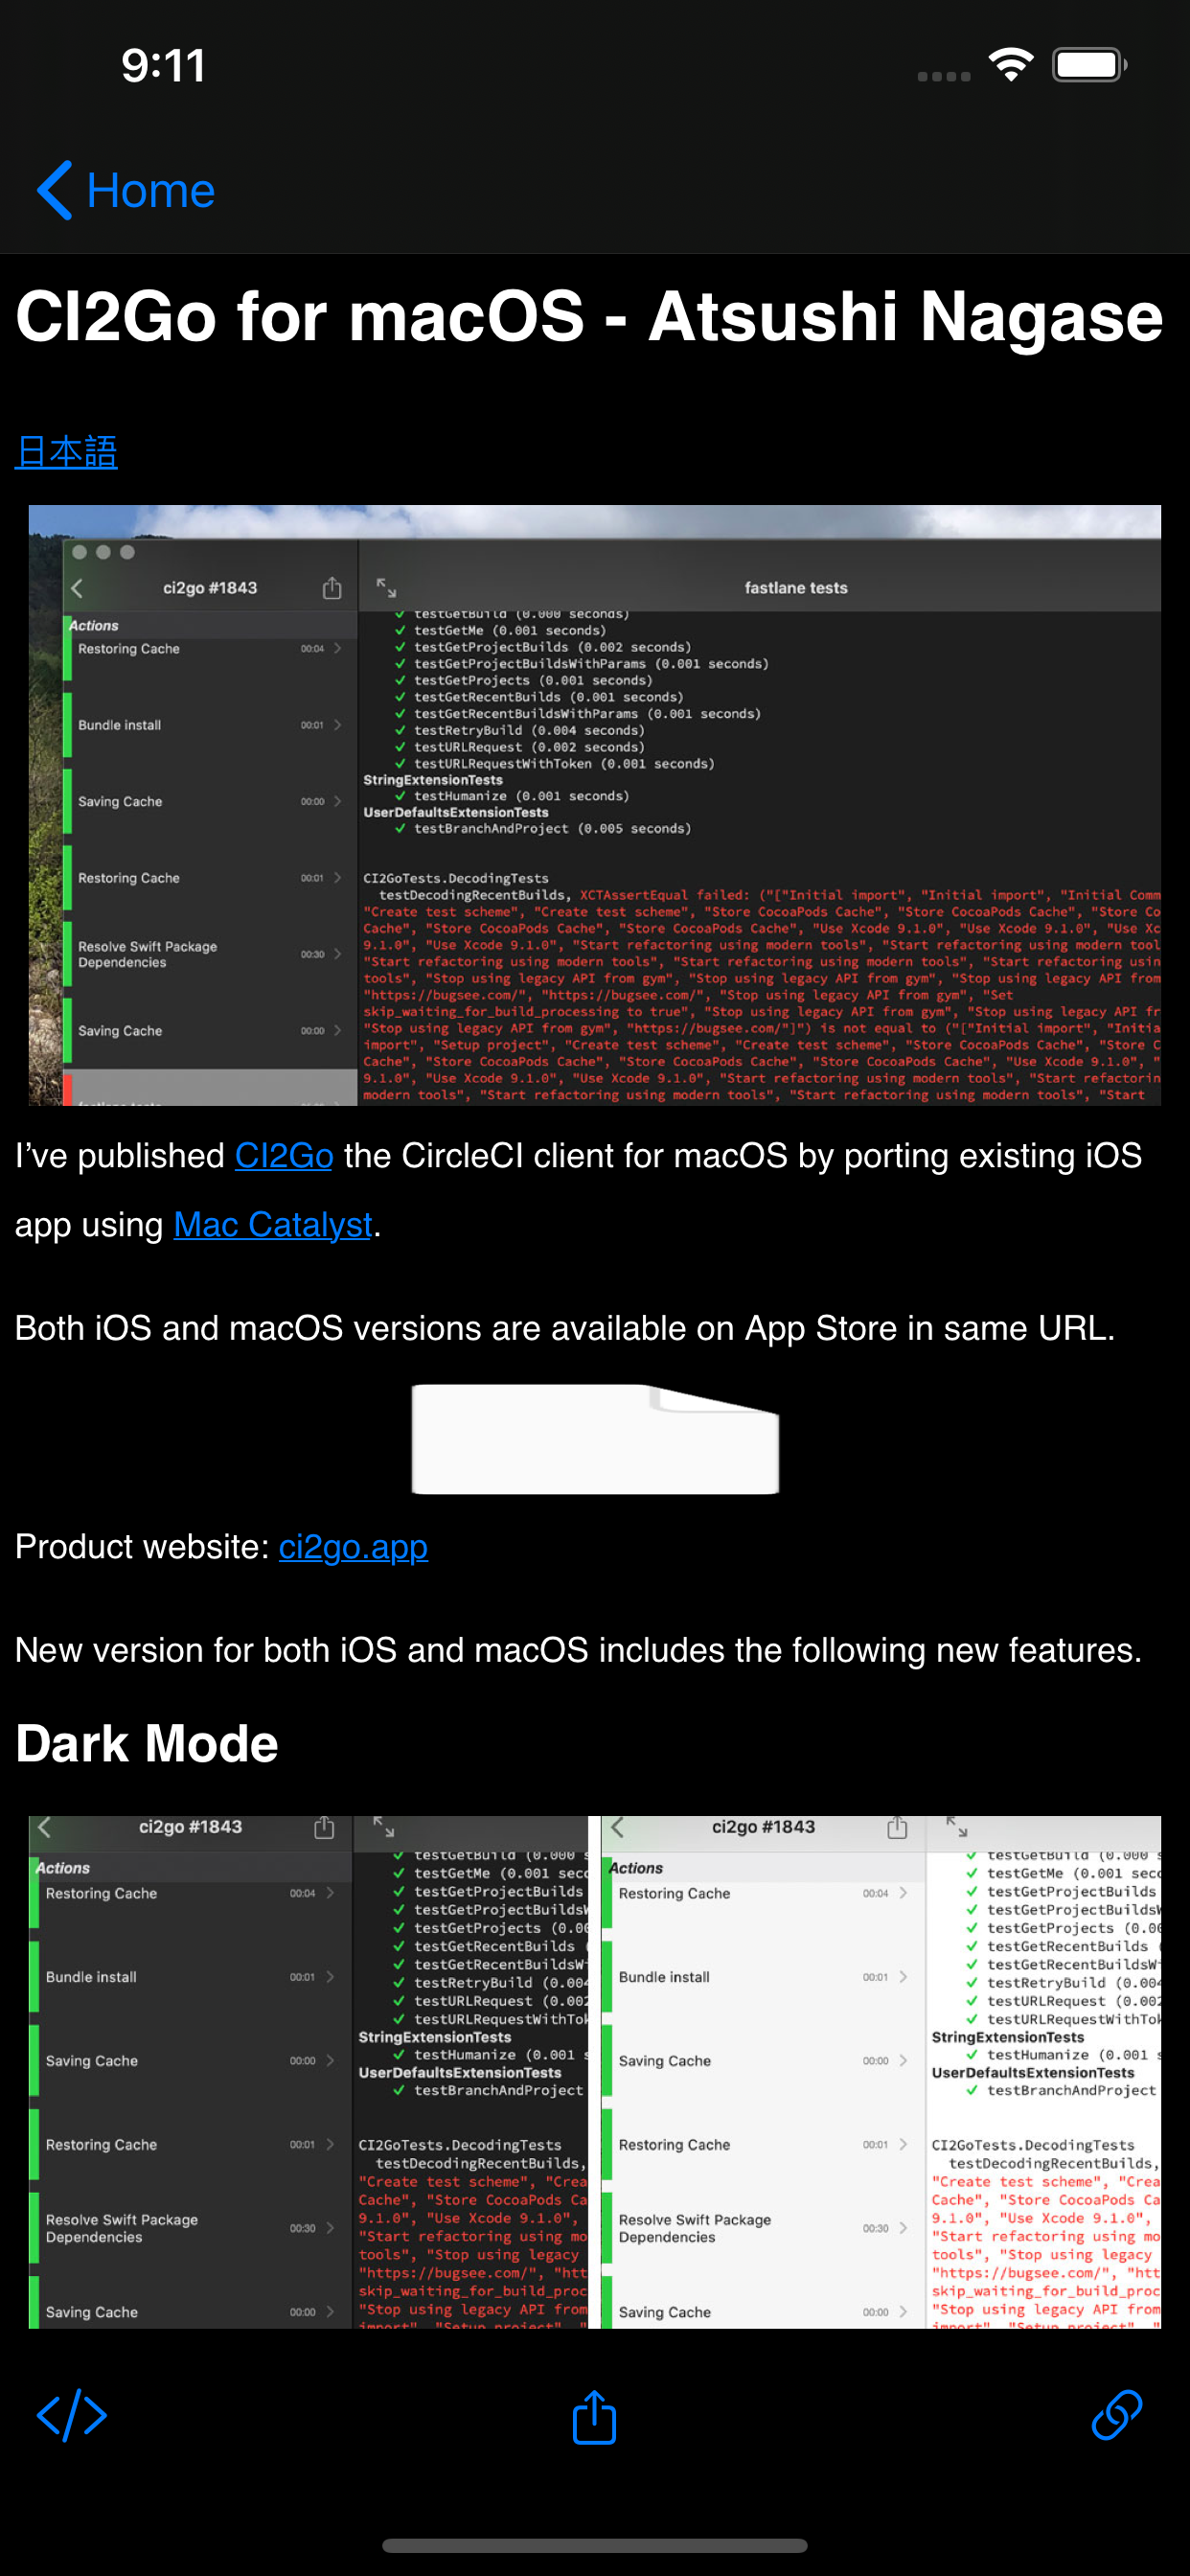 9:11
Home
CI2Go for macOS - Atsushi Nagase
日本語
ci2go #1843
fastlane tests
Actions
Restoring Cache 00:04
Bundle install 00:01
Saving Cache 00:00
Restoring Cache 00:01
Resolve Swift Package
Dependencies 00:30
Saving Cache 00:00
testGetBuild (0.000 seconds)
testGetMe (0.001 seconds)
testGetProjectBuilds (0.002 seconds)
testGetProjectBuildsWithParams (0.001 seconds)
testGetProjects (0.001 seconds)
testGetRecentBuilds (0.001 seconds)
testGetRecentBuildsWithParams (0.001 seconds)
testRetryBuild (0.004 seconds)
testURLRequest (0.002 seconds)
testURLRequestWithToken (0.001 seconds)
StringExtensionTests
testHumanize (0.001 seconds)
UserDefaultsExtensionTests
testBranchAndProject (0.005 seconds)
CI2GoTests.DecodingTests
testDecodingRecentBuilds, XCTAssertEqual failed: ("["Initial import", "Initial import", "Initial Comm
"Create test scheme", "Create test scheme", "Store CocoaPods Cache", "Store CocoaPods Cache", "Store Co
Cache", "Store CocoaPods Cache", "Store CocoaPods Cache", "Use Xcode 9.1.0", "Use Xcode 9.1.0", "Use Xc
9.1.0", "Use Xcode 9.1.0", "Start refactoring using modern tools", "Start refactoring using modern tool
"Start refactoring using modern tools", "Start refactoring using modern tools", "Start refactoring usin
tools", "Stop using legacy API from gym", "Stop using legacy API from gym", "Stop using legacy API from
"https://bugsee.com/", "https://bugsee.com/", "Stop using legacy API from gym", "Set
skip_waiting_for_build_processing to true", "Stop using legacy API from gym", "Stop using legacy API fr
"Stop using legacy API from gym", "https://bugsee.com/"]") is not equal to ("["Initial import", "Initia
import", "Setup project", "Create test scheme", "Create test scheme", "Store CocoaPods Cache", "Store C
Cache", "Store CocoaPods Cache", "Store CocoaPods Cache", "Store CocoaPods Cache", "Use Xcode 9.1.0", "
9.1.0", "Use Xcode 9.1.0", "Use Xcode 9.1.0", "Start refactoring using modern tools", "Start refactorin
modern tools", "Start refactoring using modern tools", "Start refactoring using modern tools", "Start
I’ve published CI2Go the CircleCI client for macOS by porting existing iOS
app using Mac Catalyst.
Both iOS and macOS versions are available on App Store in same URL.
Product website: ci2go.app
New version for both iOS and macOS includes the following new features.
Dark Mode
ci2go #1843
Actions
Restoring Cache 00:04
Bundle install 00:01
Saving Cache 00:00
Restoring Cache 00:01
Resolve Swift Package
Dependencies 00:30
Saving Cache 00:00
testGetBuild (0.000 s
testGetMe (0.001 seco
testGetProjectBuilds
testGetProjectBuildsW
testGetProjects (0.00
testGetRecentBuilds (
testGetRecentBuildsW
testRetryBuild (0.004
testURLRequest (0.002
testURLRequestWithTok
StringExtensionTests
testHumanize (0.001 s
UserDefaultsExtensionTests
testBranchAndProject
CI2GoTests.DecodingTests
testDecodingRecentBuilds,
"Create test scheme", "Crea
Cache", "Store CocoaPods Ca
9.1.0", "Use Xcode 9.1.0",
"Start refactoring using mo
tools", "Stop using legacy
"https://bugsee.com/", "htt
skip_waiting_for_build_proc
"Stop using legacy API from
import", "Setup project", "
ci2go #1843
Actions
Restoring Cache 00:04
Bundle install 00:01
Saving Cache 00:00
Restoring Cache 00:01
Resolve Swift Package
Dependencies 00:30
Saving Cache 00:00
testGetBuild (0.000 s
testGetMe (0.001 seco
testGetProjectBuilds
testGetProjectBuildsW
testGetProjects (0.00
testGetRecentBuilds (
testGetRecentBuildsW
testRetryBuild (0.004
testURLRequest (0.002
testURLRequestWithTok
StringExtensionTests
testHumanize (0.001 s
UserDefaultsExtensionTests
testBranchAndProject
CI2GoTests.DecodingTests
testDecodingRecentBuilds,
"Create test scheme", "Crea
Cache", "Store CocoaPods Ca
9.1.0", "Use Xcode 9.1.0",
"Start refactoring using mo
tools", "Stop using legacy
"https://bugsee.com/", "htt
skip_waiting_for_build_proc
"Stop using legacy API from
import", "Setup project", "